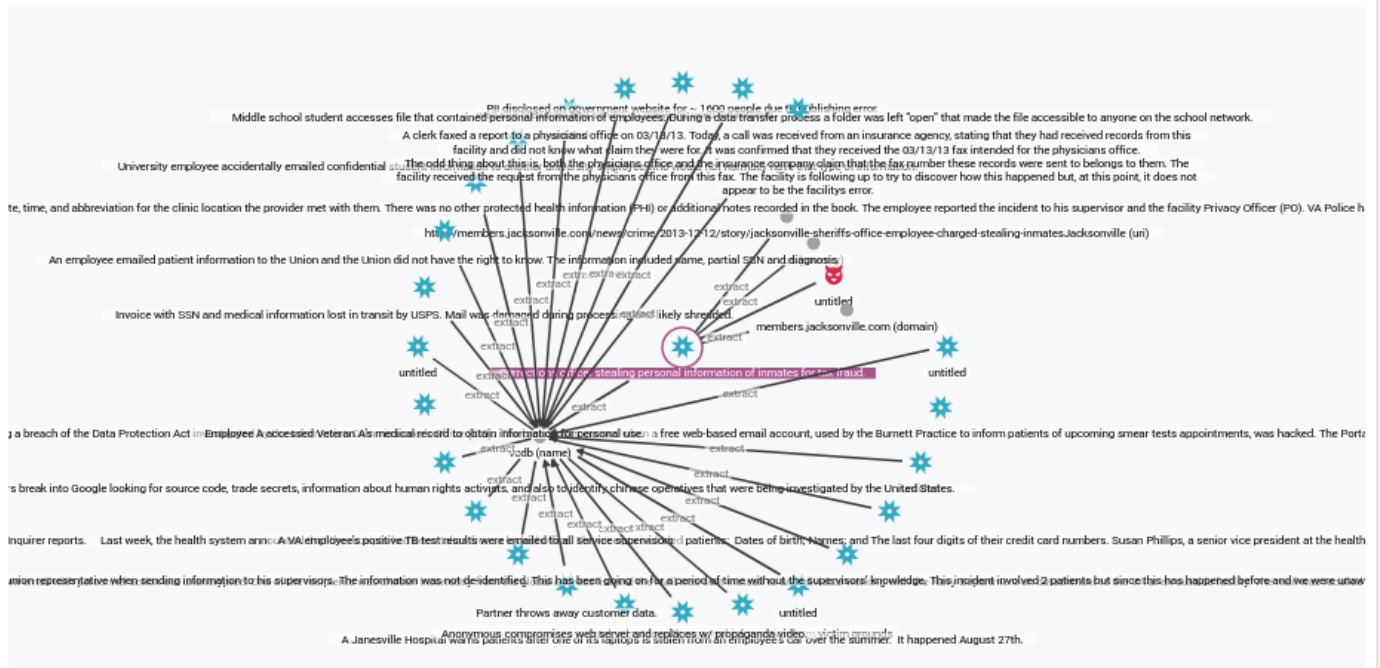 PII disclosed on government website for ~ 1600 people due to publishing error.
Middle school student accesses file that contained personal information of employees. During a data transfer process a folder was left "open" that made the file accessible to anyone on the school network.
A clerk faxed a report to a physicians office on 03/13/13. Today, a call was received from an insurance agency, stating that they had received records from this
facility and did not know what claim they were for. It was confirmed that they received the 03/13/13 fax intended for the physicians office.
The odd thing about this is, both the physicians office and the insurance company claim that the fax number these records were sent to belongs to them. The
University employee accidentally emailed confidential
facility received the request from the physicians office from this fax. The facility is following up to try to discover how this happened but, at this point, it does not
appear to be the facilitys error.
te, time, and abbreviation for the clinic location the provider met with them. There was no other protected health information (PHI) or additional notes recorded in the book. The employee reported the incident to his supervisor and the facility Privacy Officer (PO). VA Police h
http://members.jacksonville.com/news/crime/2013-12-12/story/jacksonville-sheriffs-office-employee-charged-stealing-inmatesJacksonville (uri)
An employee emailed patient information to the Union and the Union did not have the right to know. The information included name, partial SSN and diagnosis.
extract
extract
extract
extract
extract
extract
untitled
Invoice with SSN and medical information lost in transit by USPS. Mail was damaged during process likely shredded.
extract
extract
members.jacksonville.com (domain)
extract
extract
untitled
corrections officer stealing personal information of inmates for tax fraud.
extract
untitled
extract
extract
extract
g a breach of the Data Protection Act
Employee A accessed Veteran A's medical record to obtain information for personal use.
a free web-based email account, used by the Burnett Practice to inform patients of upcoming smear tests appointments, was hacked. The Porta
extract
vcdb (name)
extract
extract
extract
s break into Google looking for source code, trade secrets, information about human rights activists, and also to identify chinese operatives that were being investigated by the United States.
extract
extract
extract
extract
extract
extract
extract
Inquirer reports.
Last week, the health system
A VA employee's positive TB test results were emailed to all service supervisors
patients; Dates of birth; Names; and The last four digits of their credit card numbers. Susan Phillips, a senior vice president at the health
union representative when sending information to his supervisors. The information was not de-identified. This has been going on for a period of time without the supervisors' knowledge. This incident involved 2 patients but since this has happened before and we were unaw
Partner throws away customer data.
untitled
Anonymous compromises web server and replaces w/ propaganda video.
victim grounds
A Janesville Hospital warns patients after one of its laptops is stolen from an employee's car over the summer. It happened August 27th.